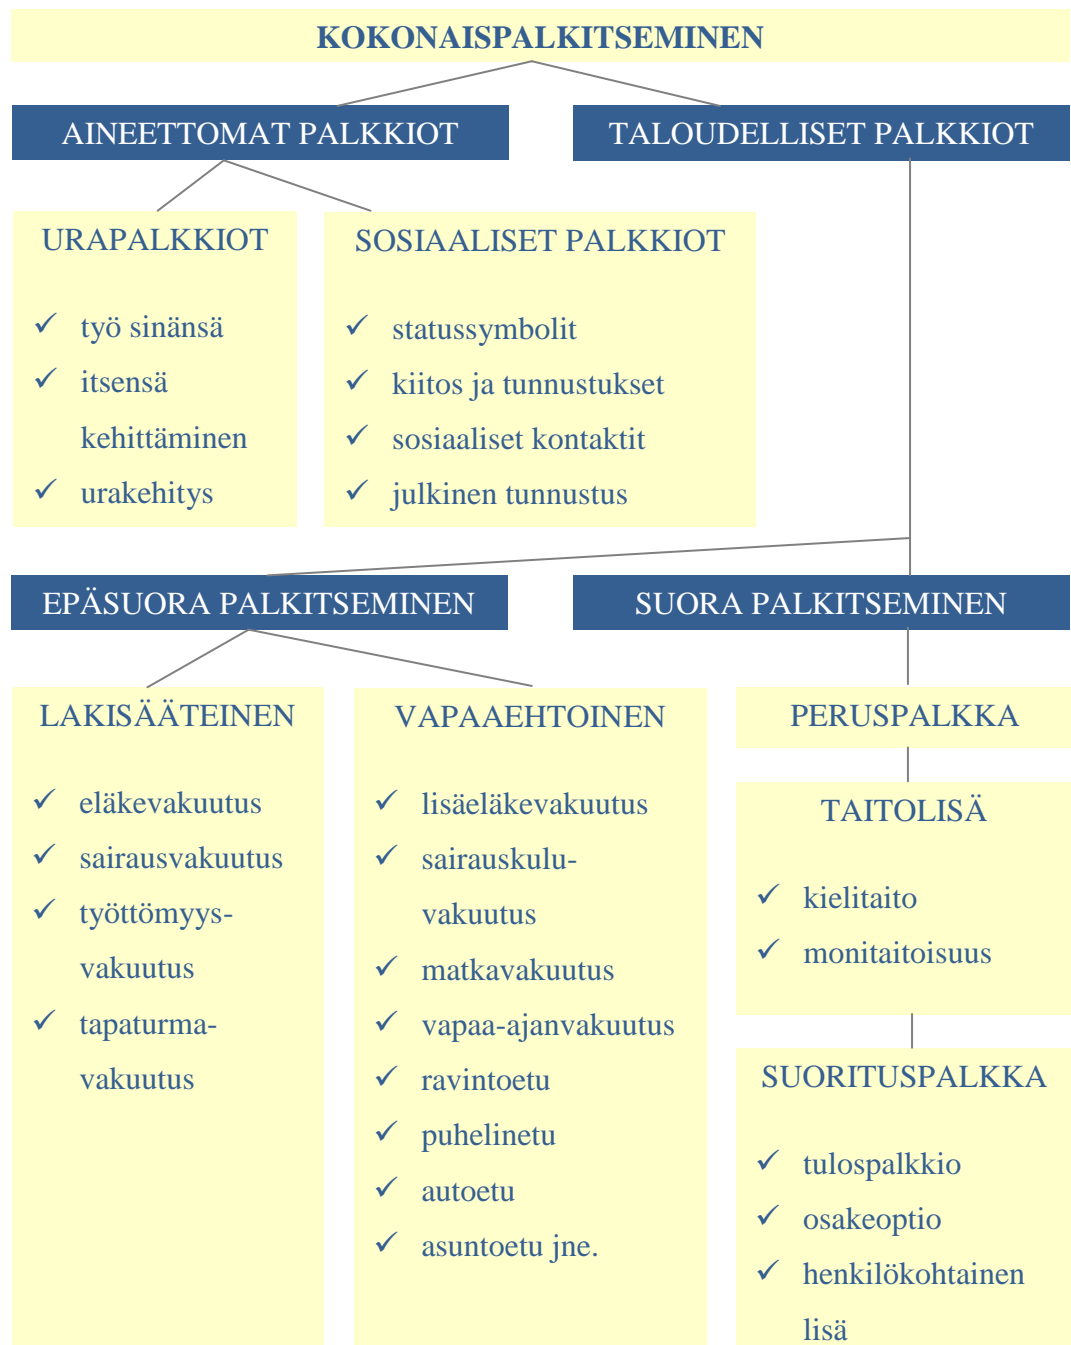 KOKONAISPALKITSEMINEN
AINEETTOMAT PALKKIOT
TALOUDELLISET PALKKIOT
URAPALKKIOT
✓ työ sinänsä
✓ itsensä
kehittäminen
✓ urakehitys
SOSIAALISET PALKKIOT
✓ statussymbolit
✓ kiitos ja tunnustukset
✓ sosiaaliset kontaktit
✓ julkinen tunnustus
EPÄSUORA PALKITSEMINEN
SUORA PALKITSEMINEN
LAKISÄÄTEINEN
✓ eläkevakuutus
✓ sairausvakuutus
✓ työttömyys-
vakuutus
✓ tapaturma-
vakuutus
VAPAAEHTOINEN
✓ lisäeläkevakuutus
✓ sairauskulu-
vakuutus
✓ matkavakuutus
✓ vapaa-ajanvakuutus
✓ ravintoetu
✓ puhelinetu
✓ autoetu
✓ asuntoetu jne.
PERUSPALKKA
TAITOLISÄ
✓ kielitaito
✓ monitaitoisuus
SUORITUSPALKKA
✓ tulospalkkio
✓ osakeoptio
✓ henkilökohtainen
lisä